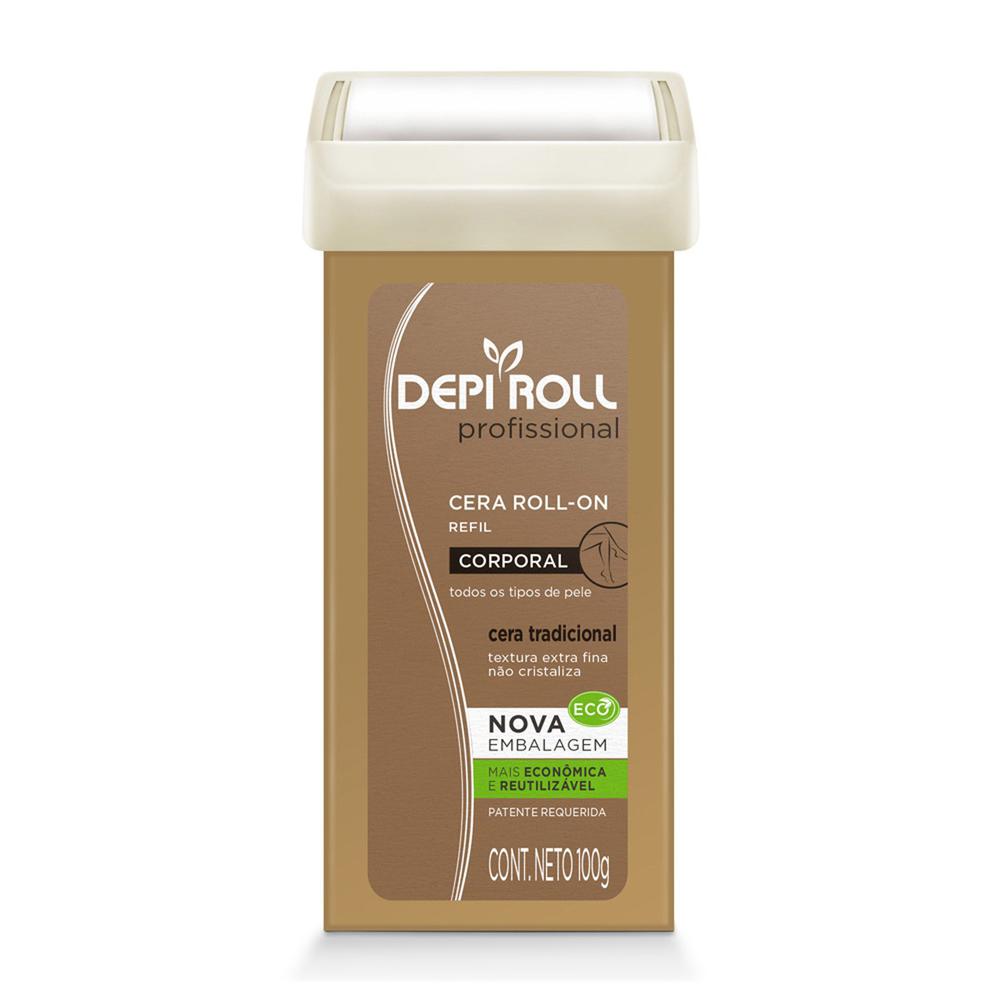 DEPI ROLL
profissional
CERA ROLL-ON
REFIL
CORPORAL
todos os tipos de pele
cera tradicional
textura extra fina
não cristaliza
ECO
NOVA
EMBALAGEM
MAIS ECONÔMICA
E REUTILIZÁVEL
PATENTE REQUERIDA
CONT. NETO 100g